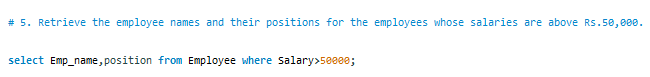 # 5. Retrieve the employee names and their positions for the employees whose salaries are above Rs.50,000.
select Emp_name,position from Employee where Salary>50000;